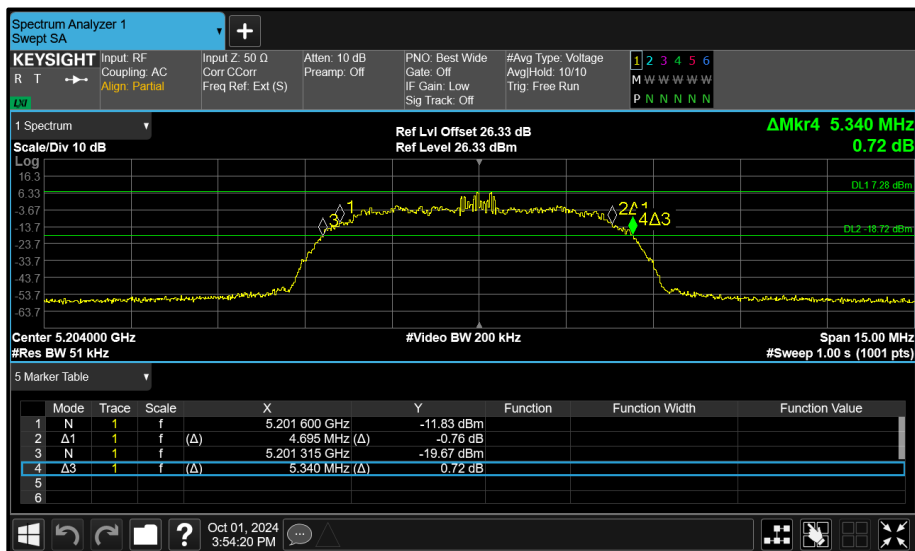 Spectrum Analyzer 1
Swept SA
+
KEYSIGHT
R T
LXI
Input: RF
Coupling: AC
Align: Partial
Input Z: 50 Ω
Corr CCorr
Freq Ref: Ext (S)
Atten: 10 dB
Preamp: Off
PNO: Best Wide
Gate: Off
IF Gain: Low
Sig Track: Off
#Avg Type: Voltage
Avg|Hold: 10/10
Trig: Free Run
1 2 3 4 5 6
M W W W W W
P N N N N N
1 Spectrum
Scale/Div 10 dB
Ref Lvl Offset 26.33 dB
Ref Level 26.33 dBm
ΔMkr4 5.340 MHz
0.72 dB
Log
16.3
6.33
-3.67
-13.7
-23.7
-33.7
-43.7
-53.7
-63.7
DL1 7.28 dBm
DL2 -18.72 dBm
1
3
2Δ1
4Δ3
Center 5.204000 GHz
#Video BW 200 kHz
Span 15.00 MHz
#Res BW 51 kHz
#Sweep 1.00 s (1001 pts)
5 Marker Table
Mode Trace Scale X Y Function Function Width Function Value
1 N 1 f 5.201 600 GHz -11.83 dBm
2 Δ1 1 f (Δ) 4.695 MHz (Δ) -0.76 dB
3 N 1 f 5.201 315 GHz -19.67 dBm
4 Δ3 1 f (Δ) 5.340 MHz (Δ) 0.72 dB
5
6
?
Oct 01, 2024
3:54:20 PM